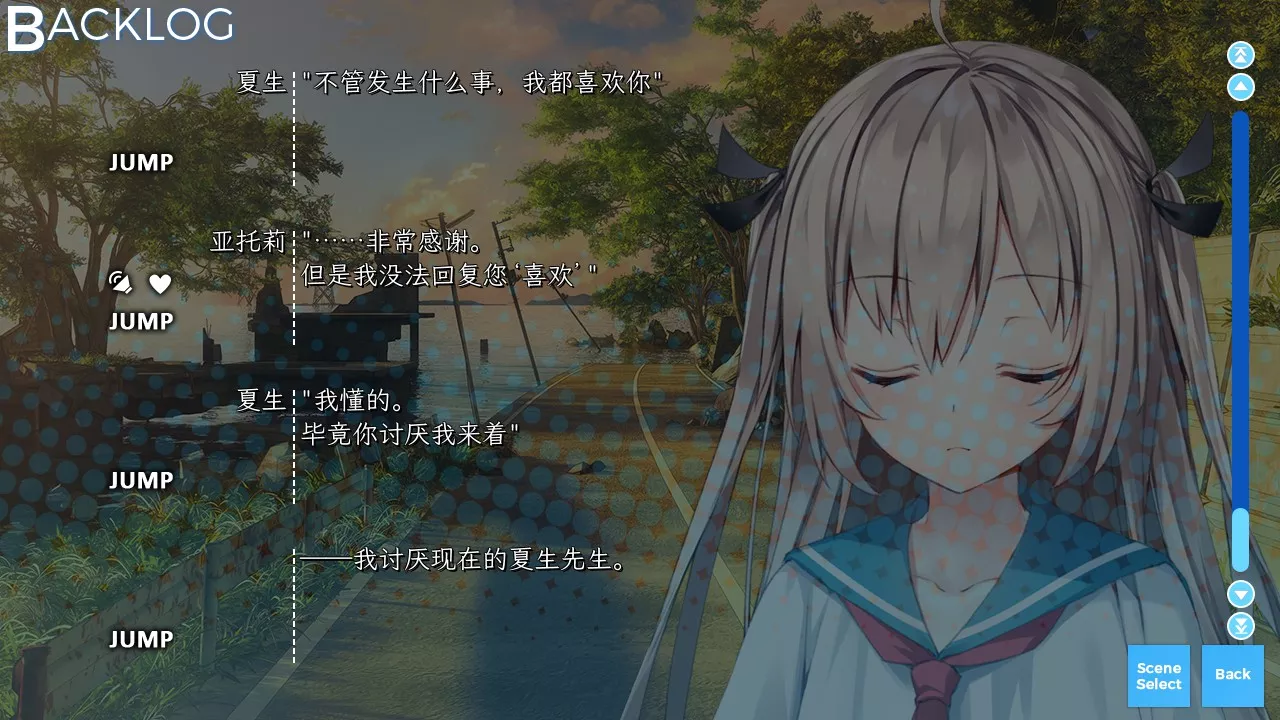 BACKLOG
夏生
"不管发生什么事，我都喜欢你"
JUMP
亚托莉
"……非常感谢。
但是我没法回复您‘喜欢’"
JUMP
夏生
"我懂的。
毕竟你讨厌我来着"
JUMP
——我讨厌现在的夏生先生。
JUMP
Scene
Select
Back